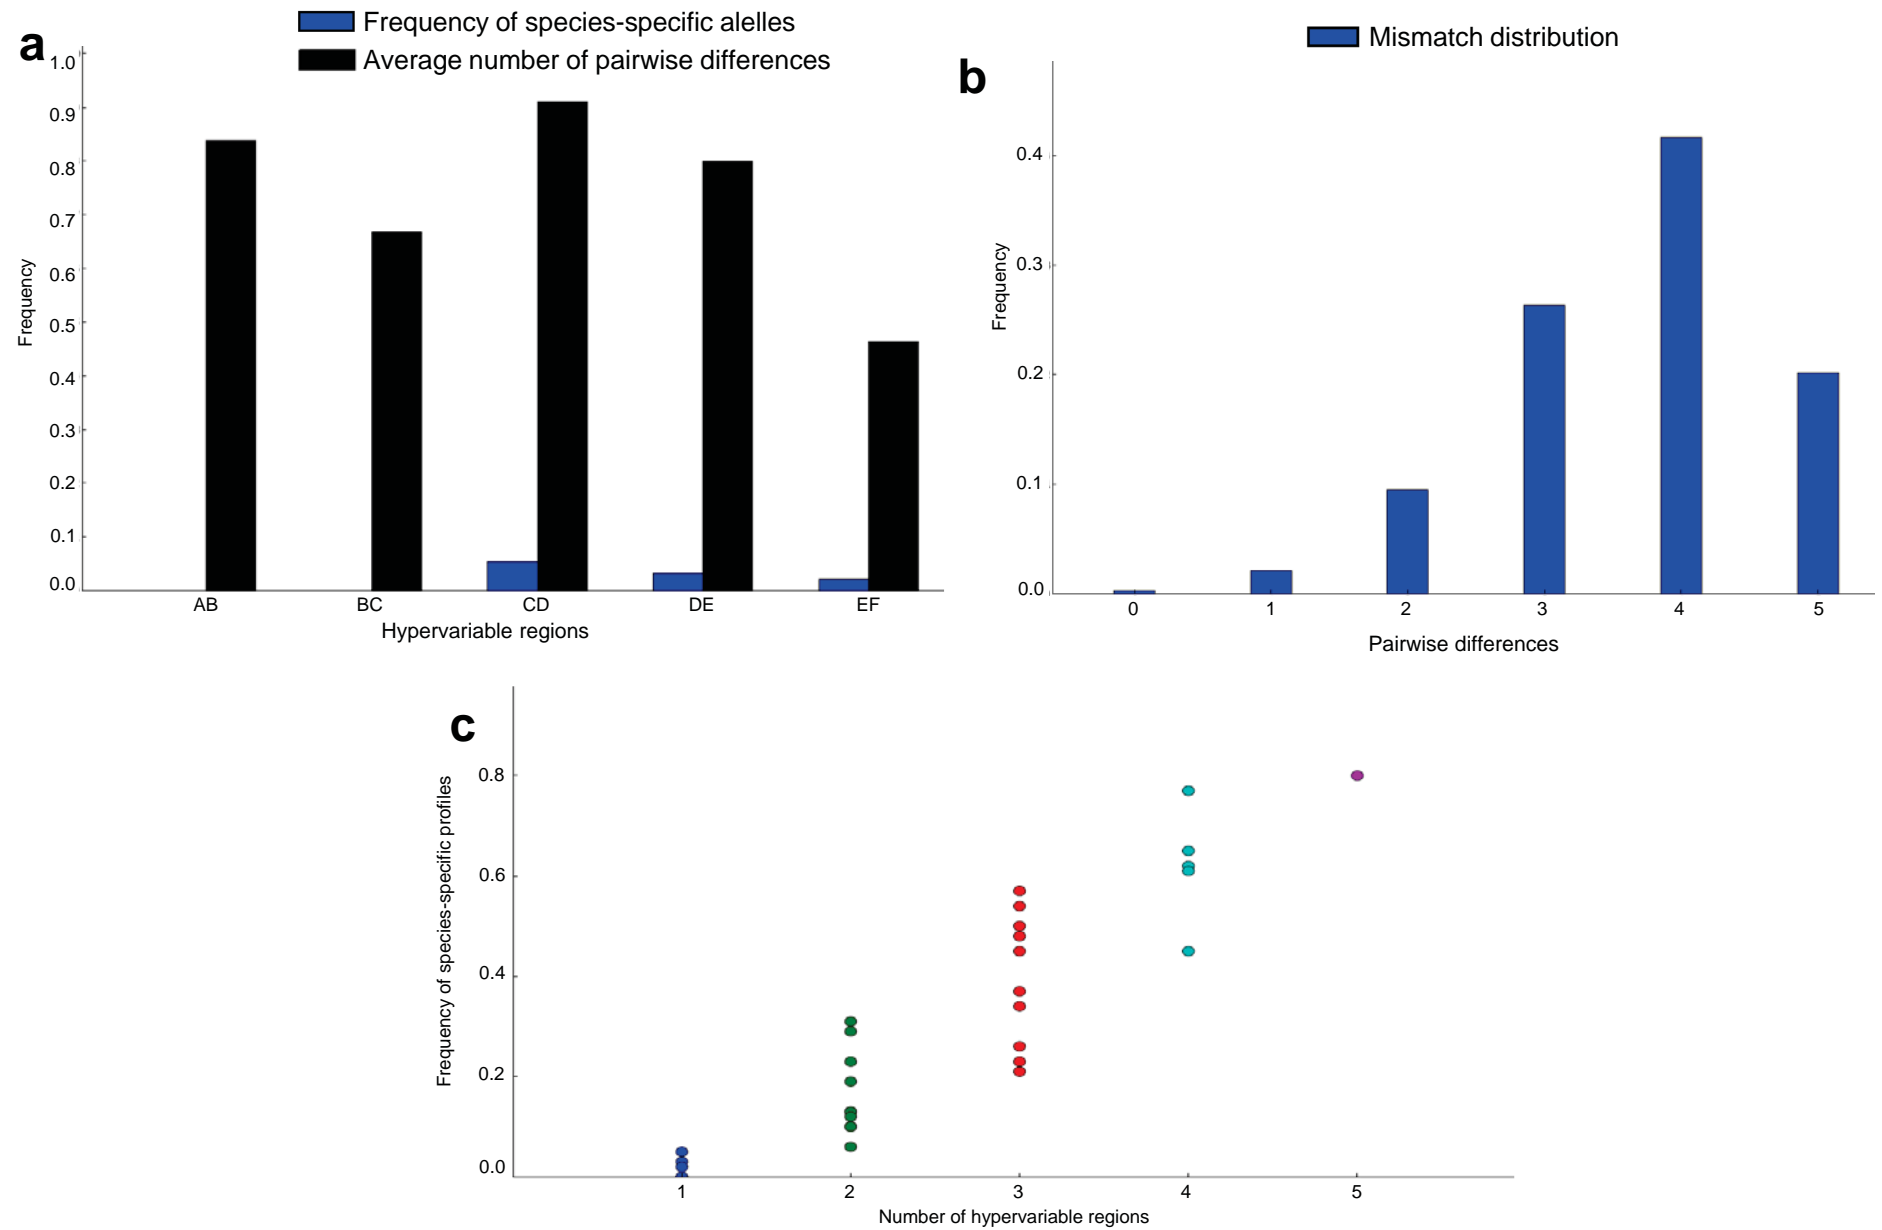 a
Frequency of species-specific alelles
Average number of pairwise differences
1.0
0.9
0.8
0.7
0.6
0.5
0.4
0.3
0.2
0.1
0.0
Frequency
AB BC CD DE EF
Hypervariable regions
b
Mismatch distribution
0.4
0.3
0.2
0.1
0.0
Frequency
0 1 2 3 4 5
Pairwise differences
c
0.8
0.6
0.4
0.2
0.0
Frequency of species-specific profiles
1 2 3 4 5
Number of hypervariable regions